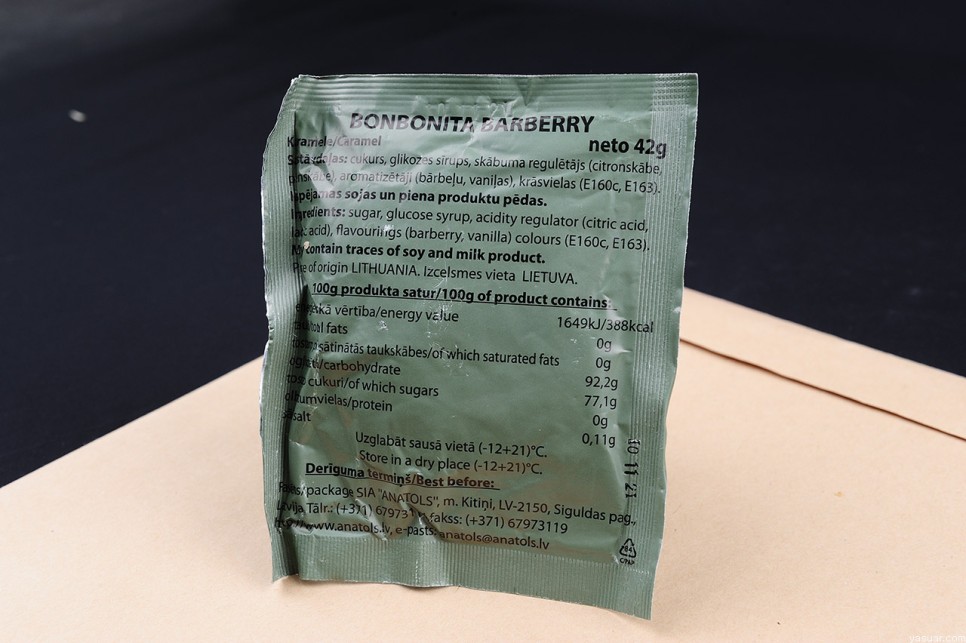 BONBONITA BARBERRY
Karamele/Caramel
neto 42g
Sastāvdaļas: cukurs, glikozes sīrups, skābuma regulētājs (citronskābe,
aromatizētāji (bārbeļu, vaniļas), krāsvielas (E160c, E163).
Iespējamas sojas un piena produktu pēdas.
Ingredients: sugar, glucose syrup, acidity regulator (citric acid,
acid), flavourings (barberry, vanilla) colours (E160c, E163).
contain traces of soy and milk product.
of origin LITHUANIA. Izcelsmes vieta LIETUVA.
100g produkta satur/100g of product contains:
vērtība/energy value 1649kJ/388kcal
fats 0g
sātinātās taukskābes/of which saturated fats 0g
/carbohydrate 92,2g
cukuri/of which sugars 77,1g
/protein 0g
salt 0,11g
Uzglabāt sausā vietā (-12+21)°C.
Store in a dry place (-12+21)°C.
Derīguma termiņš/Best before:
10 11 21
/package SIA "ANATOLS", m. Kitiņi, LV-2150, Siguldas pag.,
Latvija Tālr.: (+371) fakss: (+371) 67973119
www.anatols.lv, e-pasts: anatols@anatols.lv
84